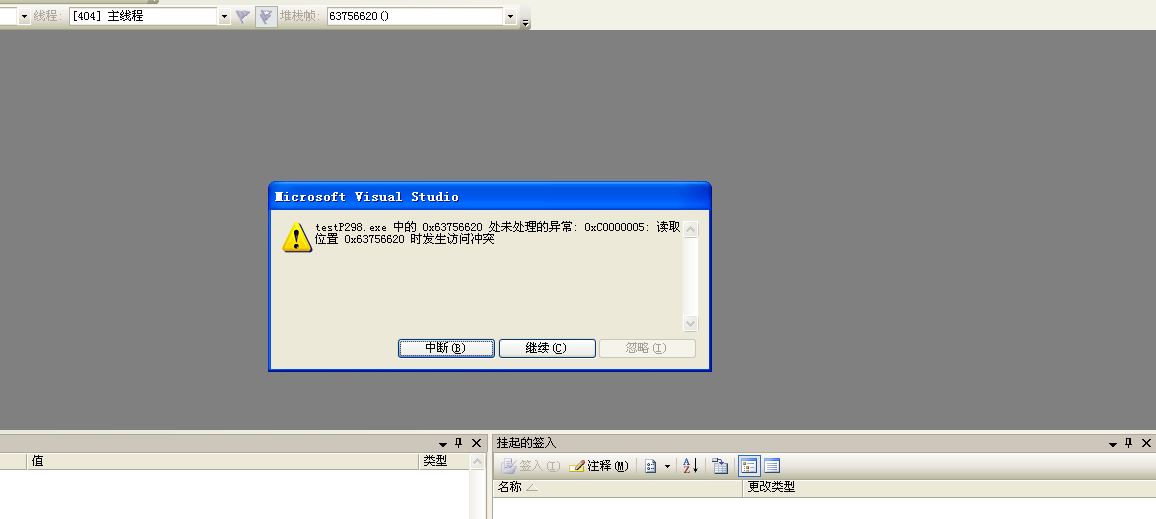 线程: [404] 主线程 堆栈帧: 63756620()
Microsoft Visual Studio
testP298.exe 中的 0x63756620 处未处理的异常: 0xC0000005: 读取
位置 0x63756620 时发生访问冲突
中断(B) 继续(C) 忽略(I)
挂起的签入
值 类型
签入(I) 注释(M)
名称 更改类型